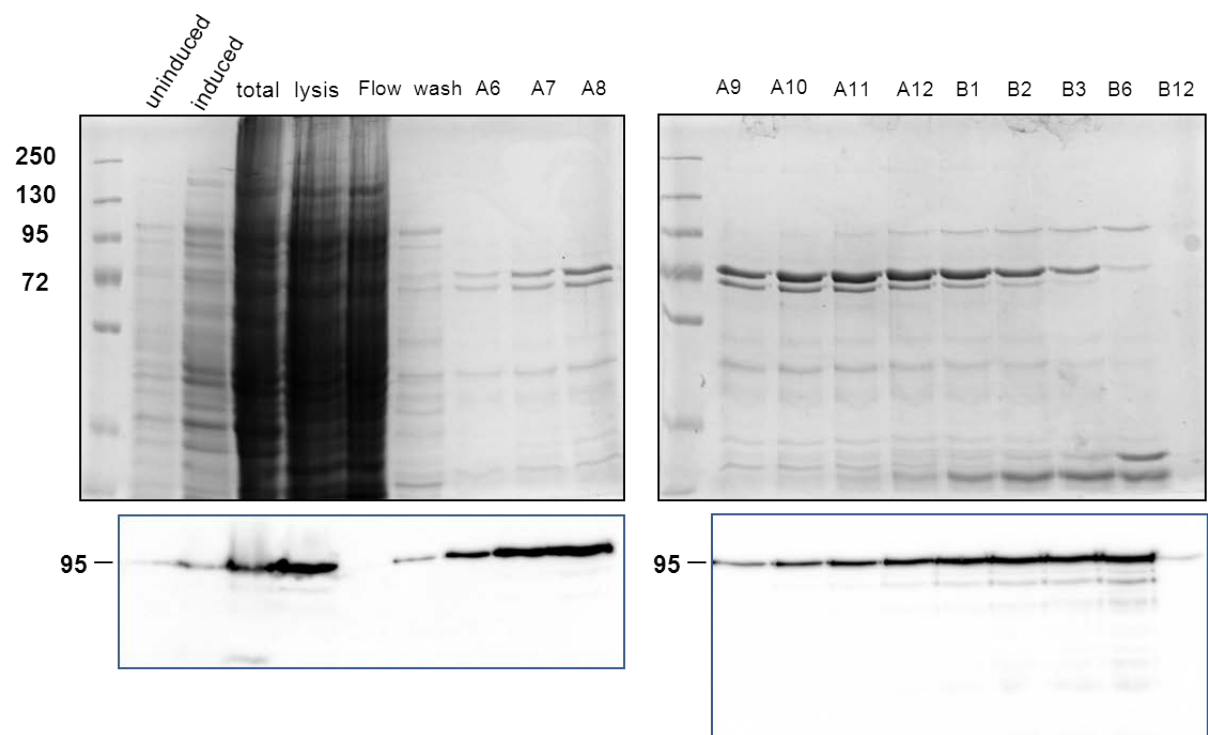 uninduced
induced
total lysis Flow wash A6 A7 A8
A9 A10 A11 A12 B1 B2 B3 B6 B12
250
130
95
72
95
95